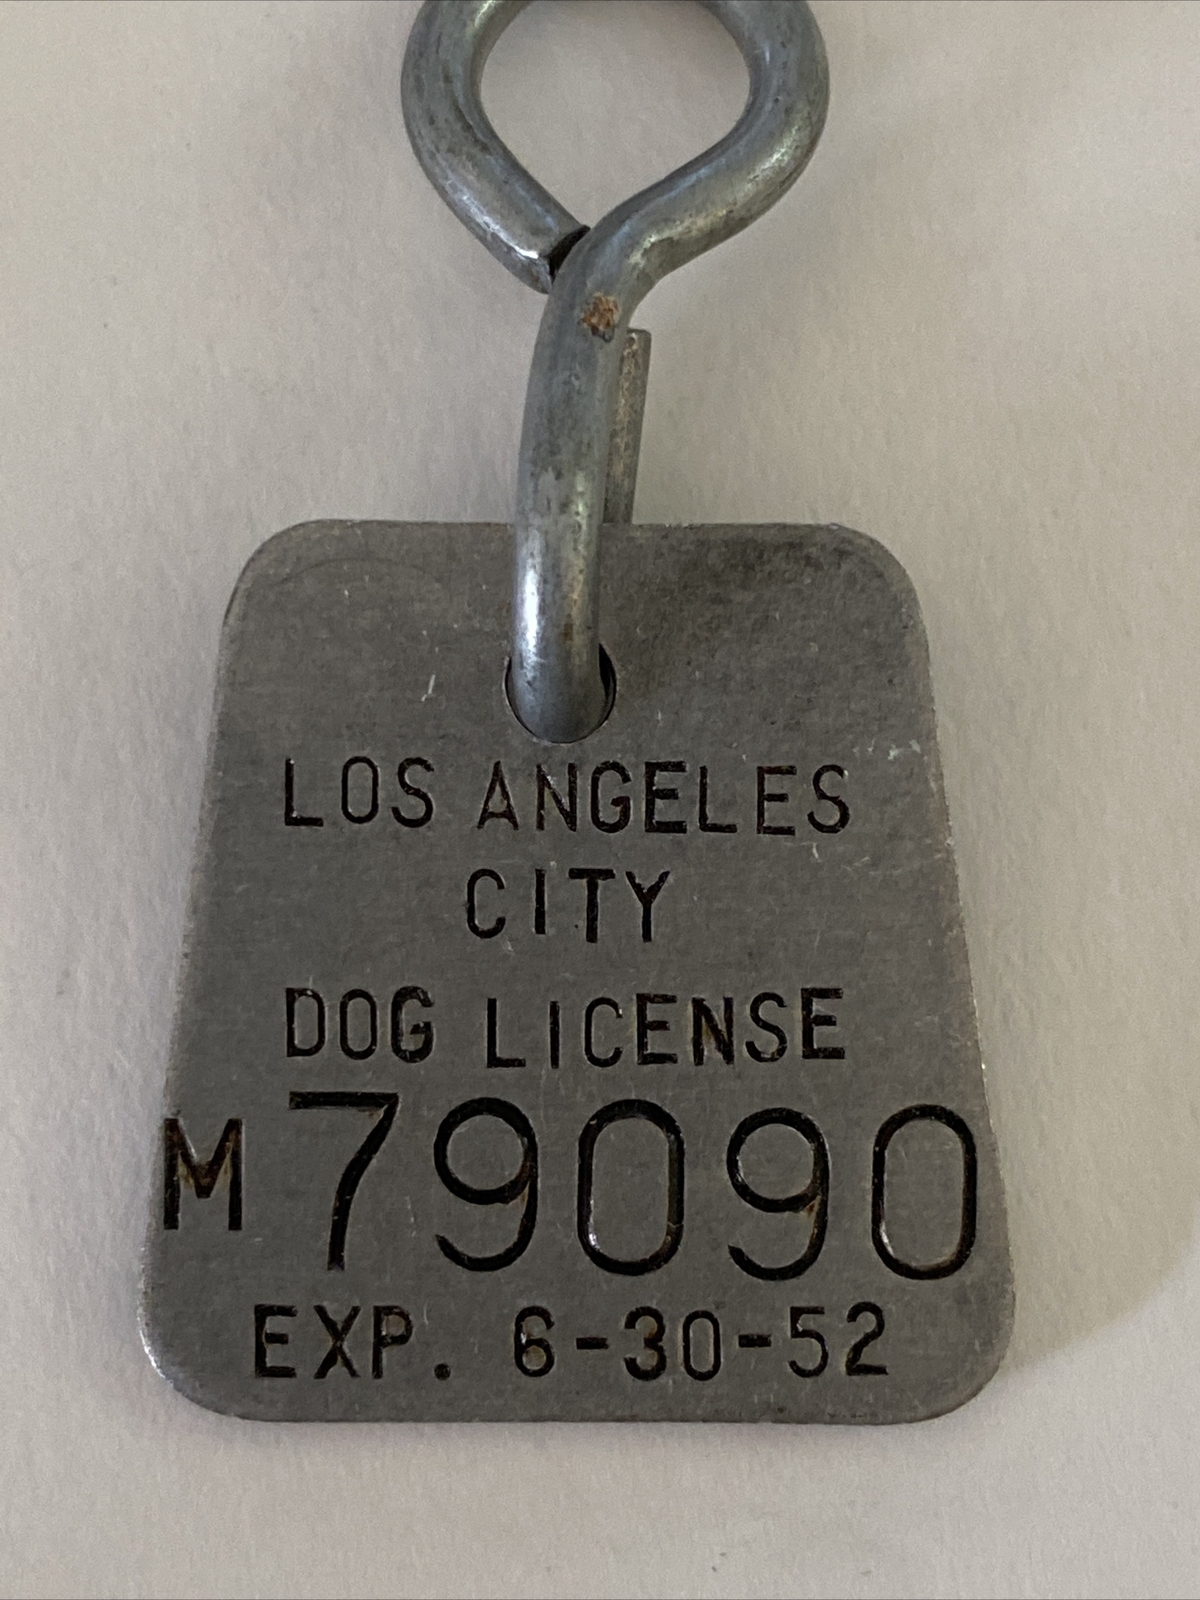 LOS ANGELES
CITY
DOG LICENSE
M79090
EXP. 6-30-52